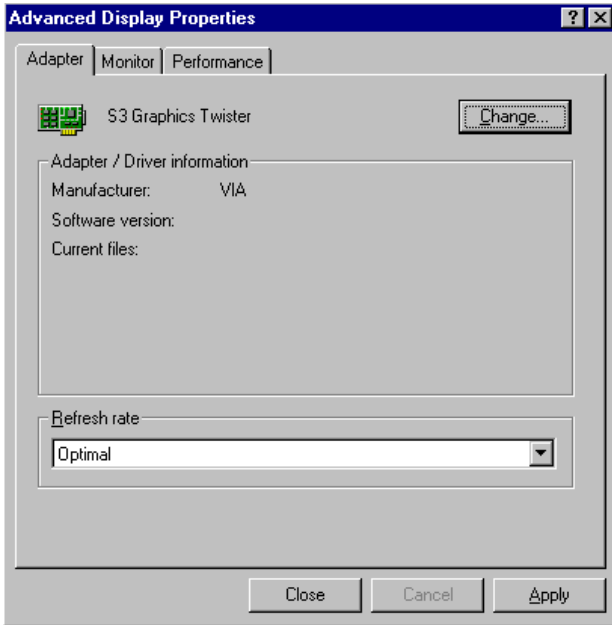 Advanced Display Properties
Adapter Monitor Performance
S3 Graphics Twister Change...
Adapter / Driver information
Manufacturer: VIA
Software version:
Current files:
Refresh rate
Optimal
Close Cancel Apply